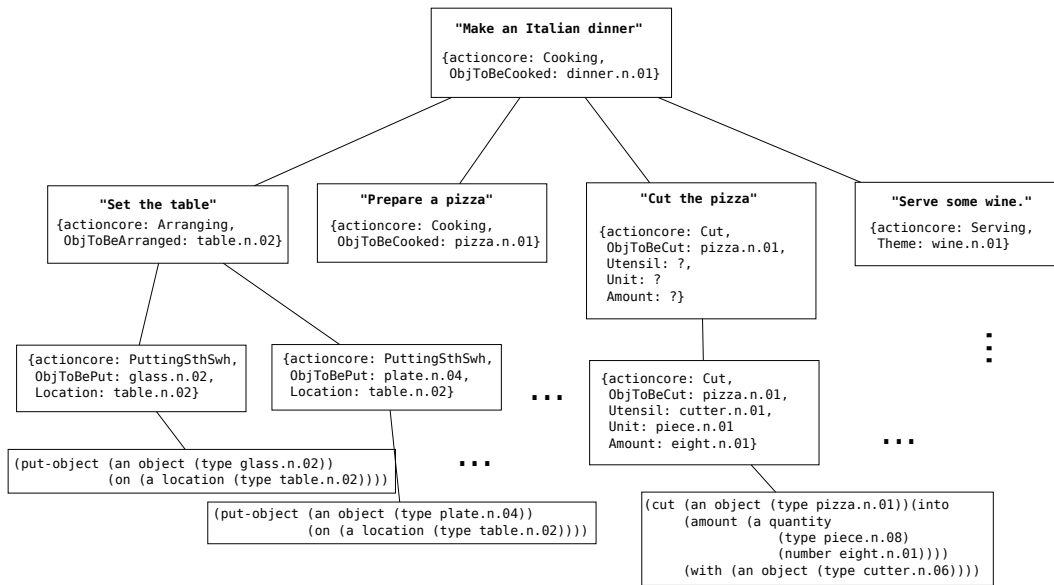 "Make an Italian dinner"
{actioncore: Cooking,
ObjToBeCooked: dinner.n.01}
"Set the table"
{actioncore: Arranging,
ObjToBeArranged: table.n.02}
"Prepare a pizza"
{actioncore: Cooking,
ObjToBeCooked: pizza.n.01}
"Cut the pizza"
{actioncore: Cut,
ObjToBeCut: pizza.n.01,
Utensil: ?,
Unit: ?
Amount: ?}
"Serve some wine."
{actioncore: Serving,
Theme: wine.n.01}
{actioncore: PuttingSthSwh,
ObjToBePut: glass.n.02,
Location: table.n.02}
{actioncore: PuttingSthSwh,
ObjToBePut: plate.n.04,
Location: table.n.02}
...
{actioncore: Cut,
ObjToBeCut: pizza.n.01,
Utensil: cutter.n.01,
Unit: piece.n.01
Amount: eight.n.01}
...
...
(put-object (an object (type glass.n.02))
(on (a location (type table.n.02))))
...
(put-object (an object (type plate.n.04))
(on (a location (type table.n.02))))
(cut (an object (type pizza.n.01))(into
(amount (a quantity
(type piece.n.08)
(number eight.n.01))))
(with (an object (type cutter.n.06))))